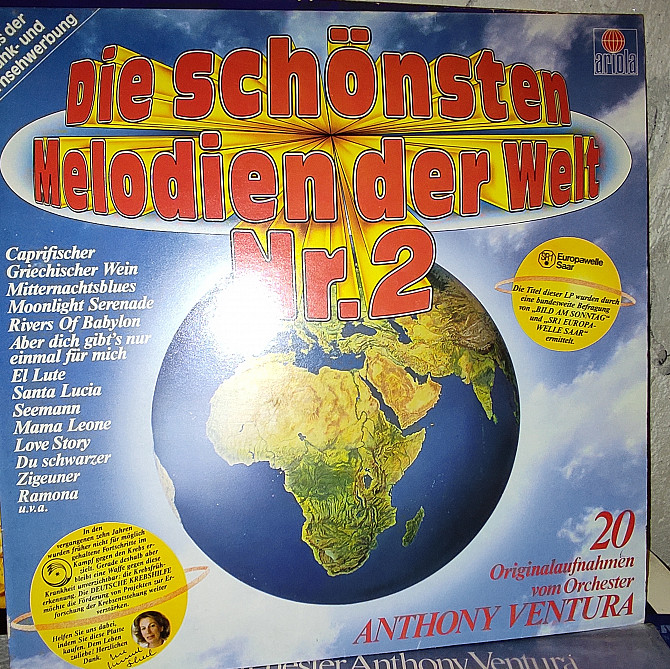 s der
nk- und
nsehwerbung
ariola
Die schönsten
Melodien der Welt
Nr.2
Caprifischer
Griechischer Wein
Mitternachtsblues
Moonlight Serenade
Rivers Of Babylon
Aber dich gibt's nur
einmal für mich
El Lute
Santa Lucia
Seemann
Mama Leone
Love Story
Du schwarzer
Zigeuner
Ramona
u.v.a.
SR1 Europawelle
Saar
Die Titel dieser LP wurden durch
eine bundesweite Befragung
von „BILD AM SONNTAG"
und „SR1 EUROPA-
WELLE SAAR"
ermittelt.
In den
vergangenen zehn Jahren
wurden früher nicht für möglich
gehaltene Fortschritte im
Kampf gegen den Krebs er-
zielt. Gerade deshalb aber
bleibt eine Waffe gegen diese
Krankheit unverzichtbar: die Krebsfrüh-
erkennung. Die DEUTSCHE KREBSHILFE
möchte die Förderung von Projekten zur Er-
forschung der Krebsentstehung weiter
verstärken.
Helfen Sie uns dabei,
indem Sie diese Platte
kaufen. Dem Leben
zuliebe! Herzlichen
Dank.
20
Originalaufnahmen
vom Orchester
ANTHONY VENTURA
chester Anthony Ventura